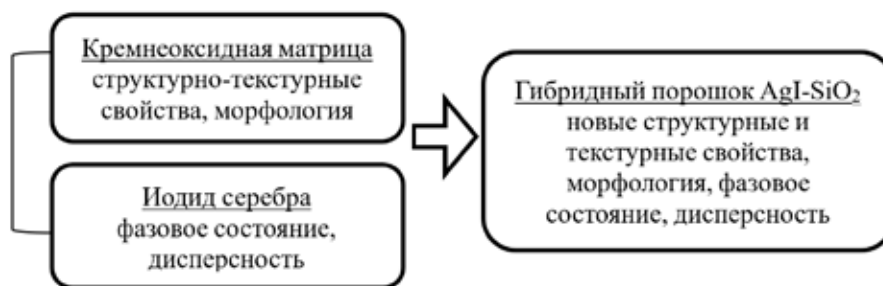 Кремнеоксидная матрица
структурно-текстурные
свойства, морфология
Иодид серебра
фазовое состояние,
дисперсность
Гибридный порошок AgI-SiO₂
новые структурные и
текстурные свойства,
морфология, фазовое
состояние, дисперсность